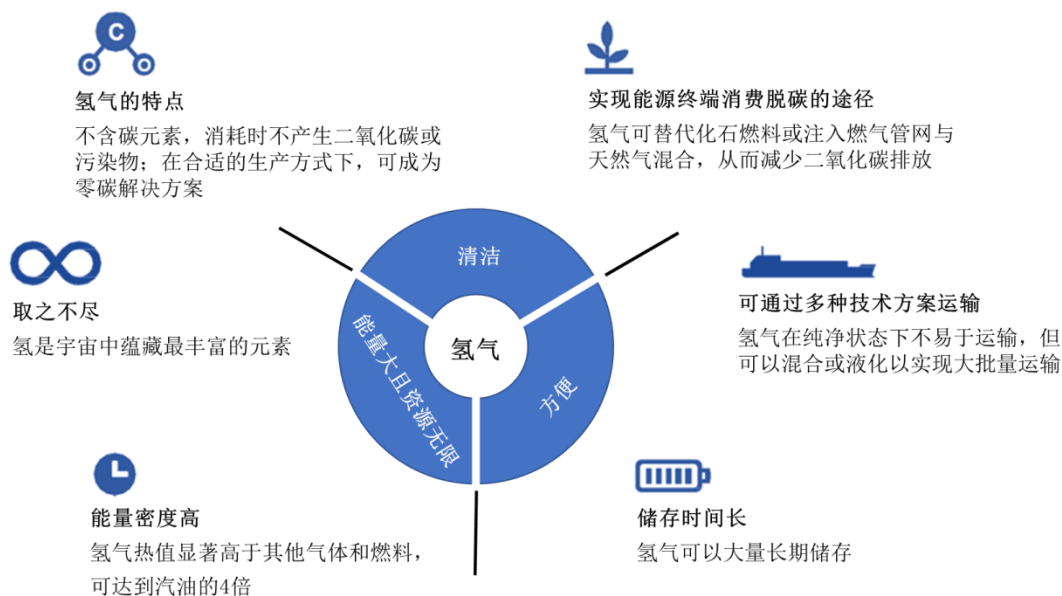 C
氢气的特点
不含碳元素，消耗时不产生二氧化碳或
污染物；在合适的生产方式下，可成为
零碳解决方案
实现能源终端消费脱碳的途径
氢气可替代化石燃料或注入燃气管网与
天然气混合，从而减少二氧化碳排放
清洁
取之不尽
氢是宇宙中蕴藏最丰富的元素
氢气
能量大且资源无限
方便
可通过多种技术方案运输
氢气在纯净状态下不易于运输，但
可以混合或液化以实现大批量运输
能量密度高
氢气热值显著高于其他气体和燃料，
可达到汽油的4倍
储存时间长
氢气可以大量长期储存